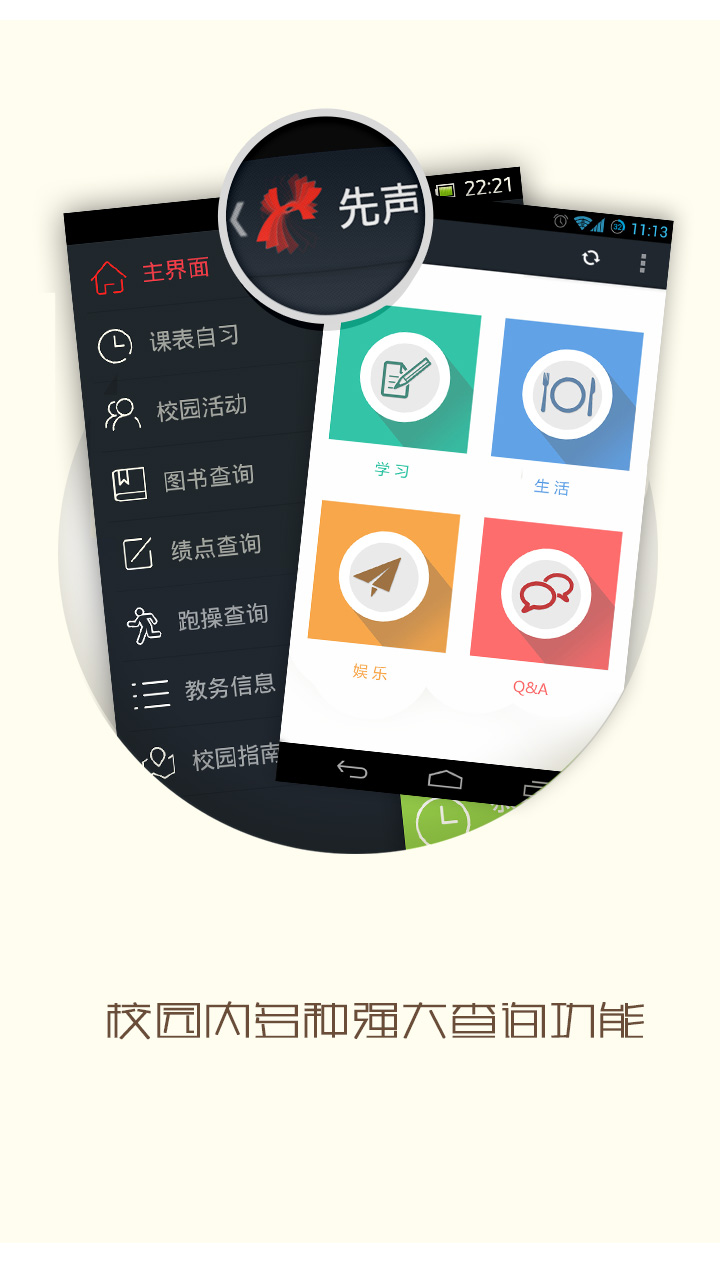 先声
22:21
11:13
主界面
课表自习
校园活动
图书查询
绩点查询
跑操查询
教务信息
校园指南
学习
生活
娱乐
Q&A
校园内多种强大查询功能